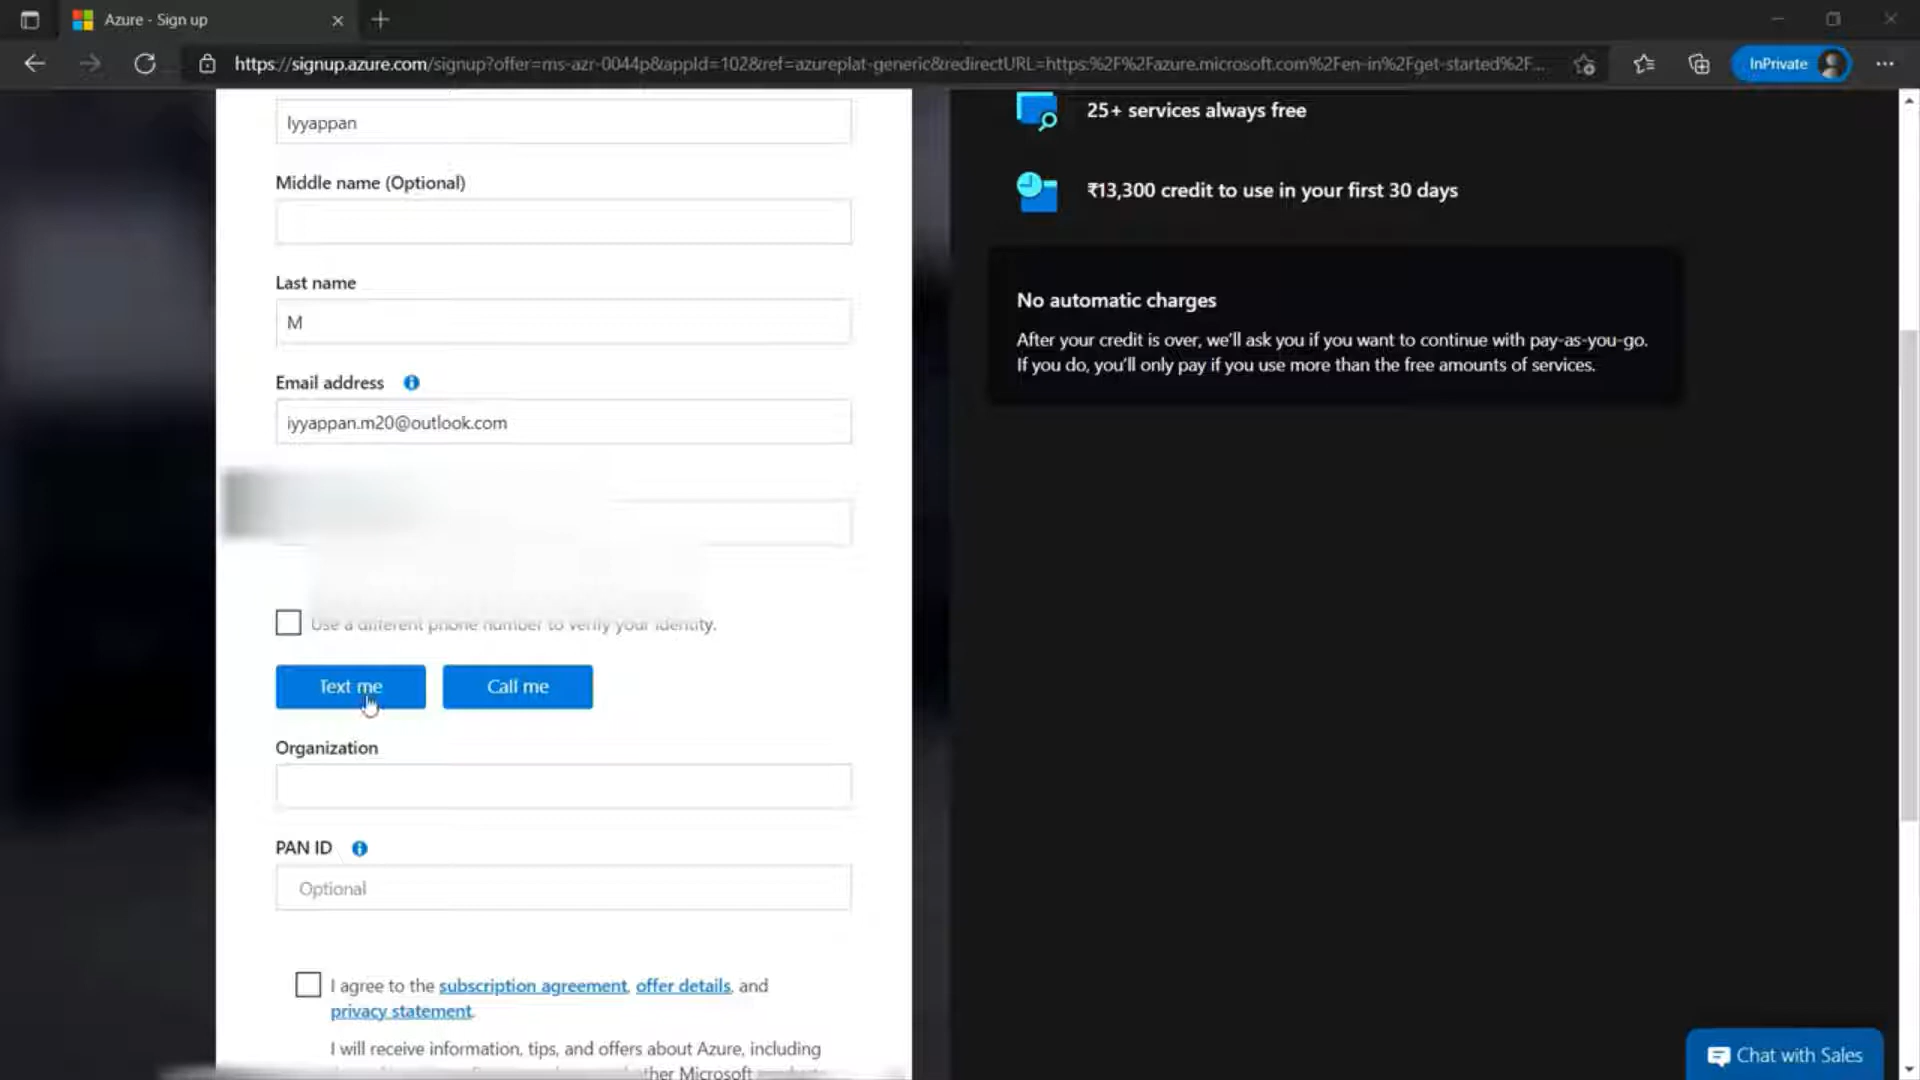 Azure - Sign up
https://signup.azure.com/signup?offer=ms-azr-0044p&appId=102&ref=azureplat-generic&redirectURL=https:%2F%2Fazure.microsoft.com%2Fen-in%2Fget-started%2F...
InPrivate
Iyyappan
Middle name (Optional)
Last name
M
Email address
iyyappan.m20@outlook.com
Use a different phone number to verify your identity.
Text me
Call me
Organization
PAN ID
Optional
I agree to the subscription agreement, offer details, and
privacy statement.
I will receive information, tips, and offers about Azure, including
ther Microsoft
25+ services always free
₹13,300 credit to use in your first 30 days
No automatic charges
After your credit is over, we'll ask you if you want to continue with pay-as-you-go.
If you do, you'll only pay if you use more than the free amounts of services.
Chat with Sales